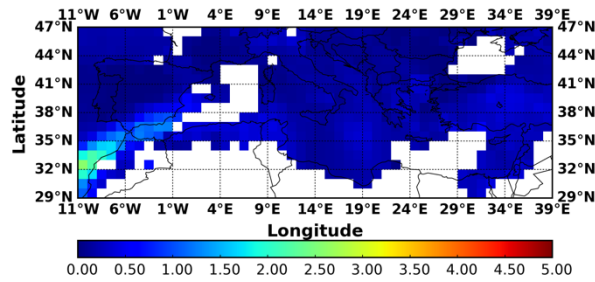 11°W 6°W 1°W 4°E 9°E 14°E 19°E 24°E 29°E 34°E 39°E
47°N 47°N
44°N 44°N
41°N 41°N
38°N 38°N
35°N 35°N
32°N 32°N
29°N 29°N
Latitude
11°W 6°W 1°W 4°E 9°E 14°E 19°E 24°E 29°E 34°E 39°E
Longitude
0.00 0.50 1.00 1.50 2.00 2.50 3.00 3.50 4.00 4.50 5.00